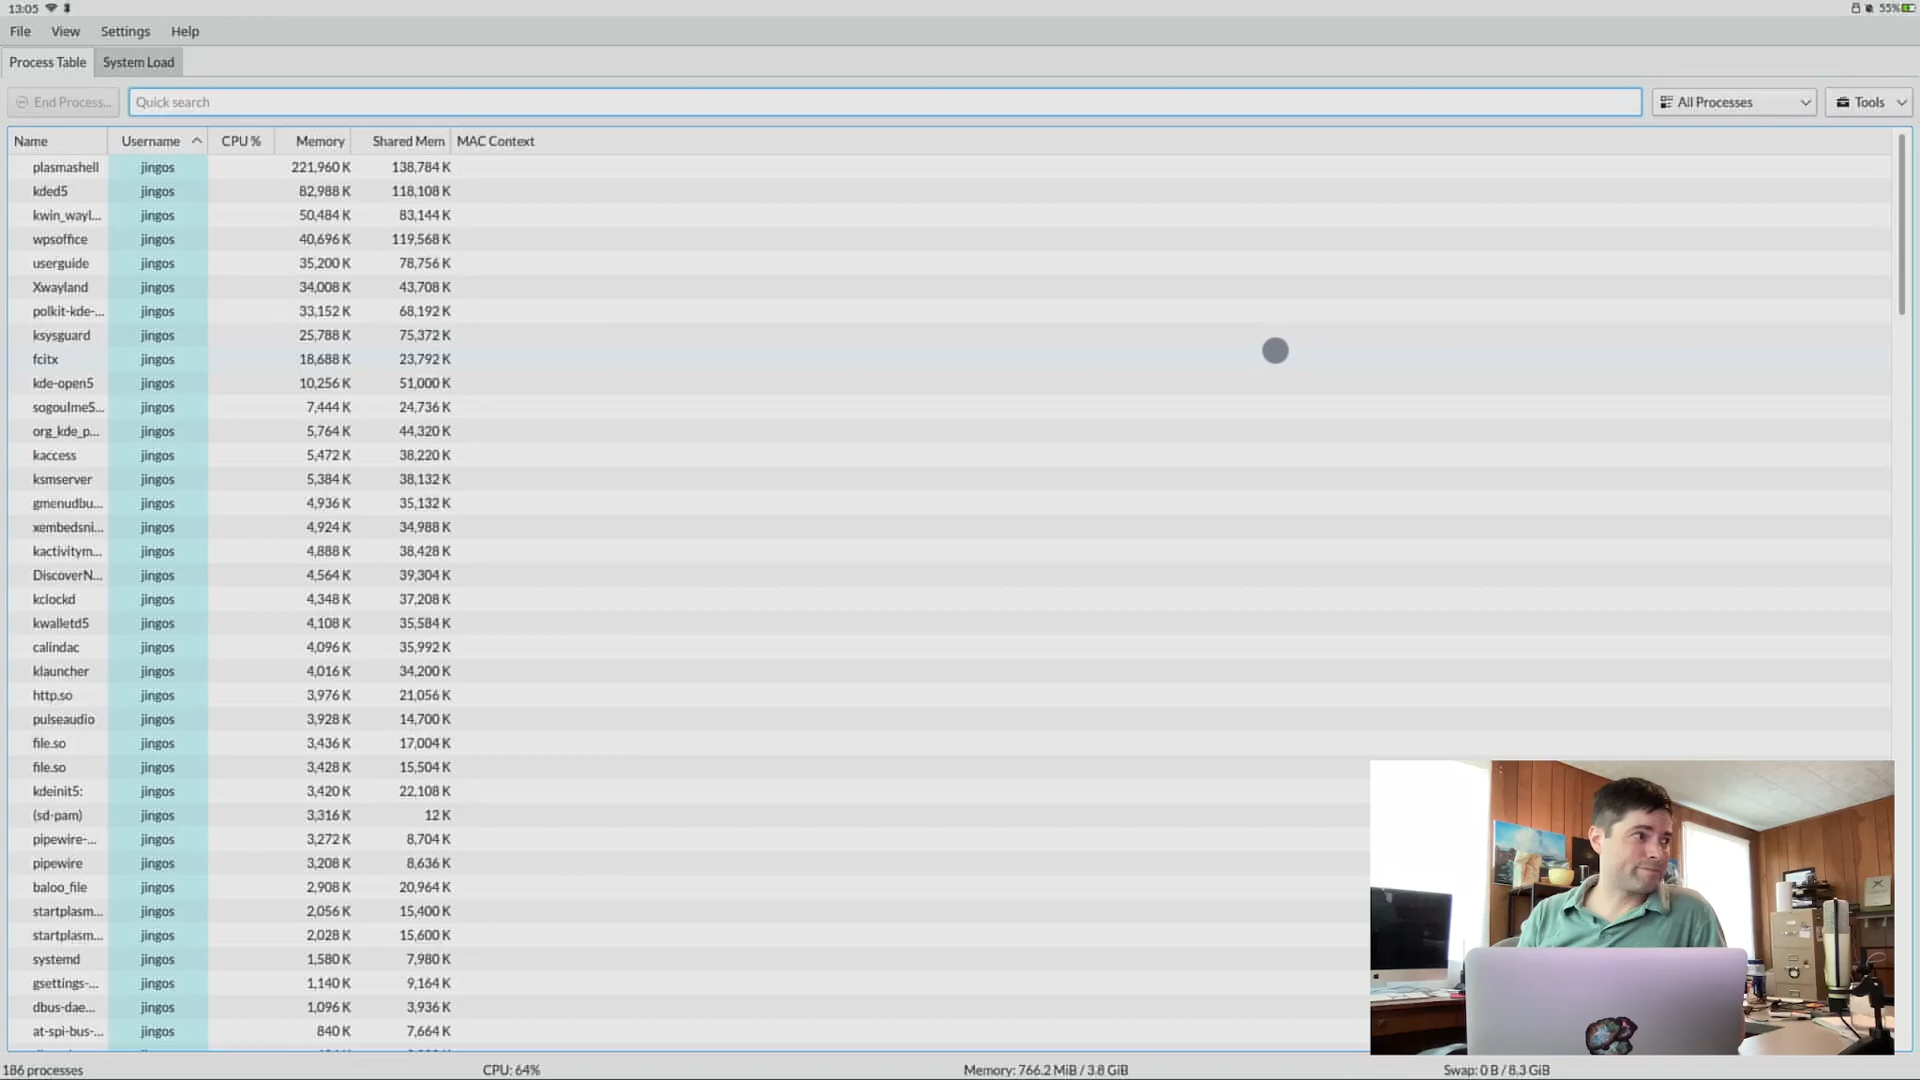 13:05 55%
File View Settings Help
Process Table System Load
End Process... Quick search All Processes Tools
Name Username CPU % Memory Shared Mem MAC Context
plasmashell jingos 221,960 K 138,784 K
kded5 jingos 82,988 K 118,108 K
kwin_wayl... jingos 50,484 K 83,144 K
wpsoffice jingos 40,696 K 119,568 K
userguide jingos 35,200 K 78,756 K
Xwayland jingos 34,008 K 43,708 K
polkit-kde-... jingos 33,152 K 68,192 K
ksysguard jingos 25,788 K 75,372 K
fcitx jingos 18,688 K 23,792 K
kde-open5 jingos 10,256 K 51,000 K
sogouImeS... jingos 7,444 K 24,736 K
org_kde_p... jingos 5,764 K 44,320 K
kaccess jingos 5,472 K 38,220 K
ksmserver jingos 5,384 K 38,132 K
gmenudbu... jingos 4,936 K 35,132 K
xembedsni... jingos 4,924 K 34,988 K
kactivitym... jingos 4,888 K 38,428 K
DiscoverN... jingos 4,564 K 39,304 K
kclockd jingos 4,348 K 37,208 K
kwalletd5 jingos 4,108 K 35,584 K
calindac jingos 4,096 K 35,992 K
klauncher jingos 4,016 K 34,200 K
http.so jingos 3,976 K 21,056 K
pulseaudio jingos 3,928 K 14,700 K
file.so jingos 3,436 K 17,004 K
file.so jingos 3,428 K 15,504 K
kdeinit5: jingos 3,420 K 22,108 K
(sd-pam) jingos 3,316 K 12 K
pipewire-... jingos 3,272 K 8,704 K
pipewire jingos 3,208 K 8,636 K
baloo_file jingos 2,908 K 20,964 K
startplasm... jingos 2,056 K 15,400 K
startplasm... jingos 2,028 K 15,600 K
systemd jingos 1,580 K 7,980 K
gsettings-... jingos 1,140 K 9,164 K
dbus-dae... jingos 1,096 K 3,936 K
at-spi-bus-... jingos 840 K 7,664 K
186 processes CPU: 64% Memory: 766.2 MiB / 3.8 GiB Swap: 0 B / 8.3 GiB